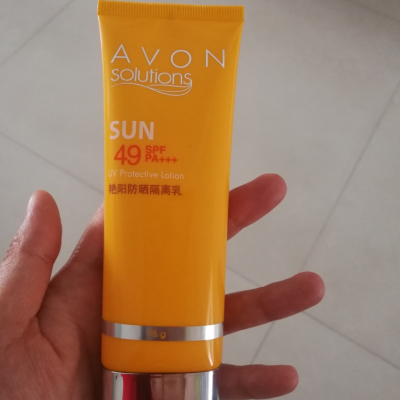 AVON
solutions
SUN
49 SPF
PA+++
UV Protective Lotion
艳阳防晒隔离乳
g